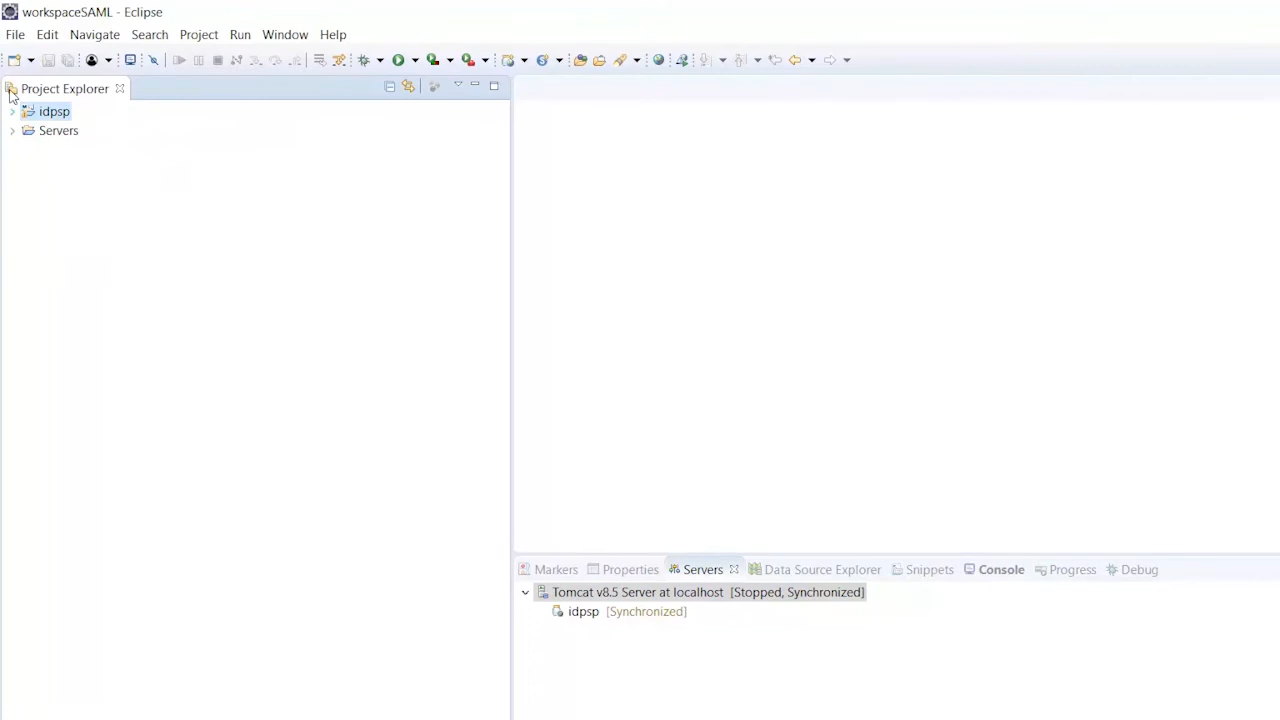 workspaceSAML - Eclipse
File Edit Navigate Search Project Run Window Help
Project Explorer
idpsp
Servers
Markers Properties Servers Data Source Explorer Snippets Console Progress Debug
Tomcat v8.5 Server at localhost [Stopped, Synchronized]
idpsp [Synchronized]